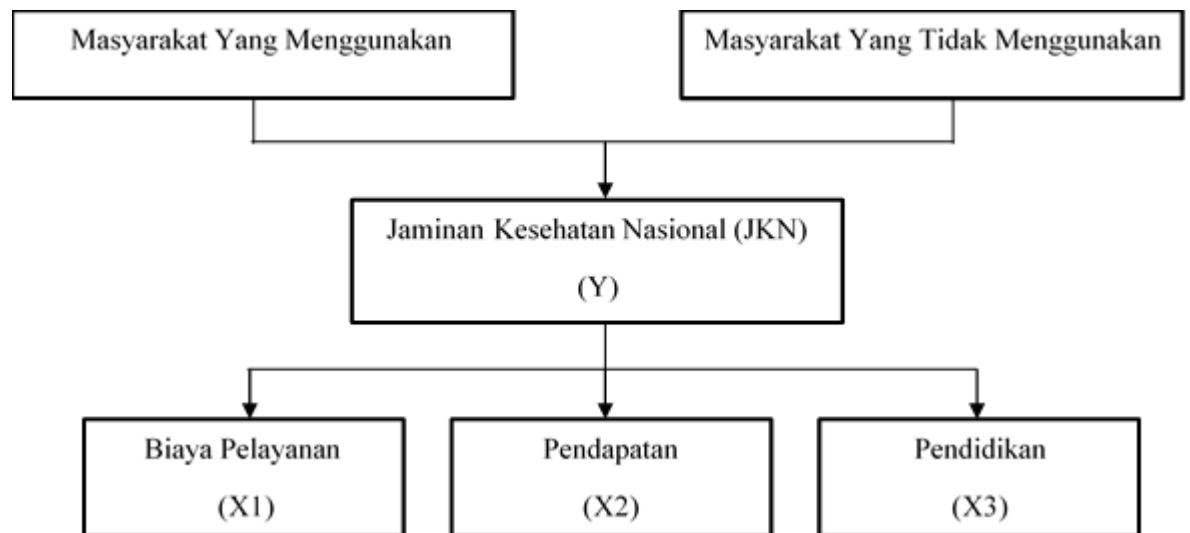 Masyarakat Yang Menggunakan
Masyarakat Yang Tidak Menggunakan
Jaminan Kesehatan Nasional (JKN)
(Y)
Biaya Pelayanan
(X1)
Pendapatan
(X2)
Pendidikan
(X3)